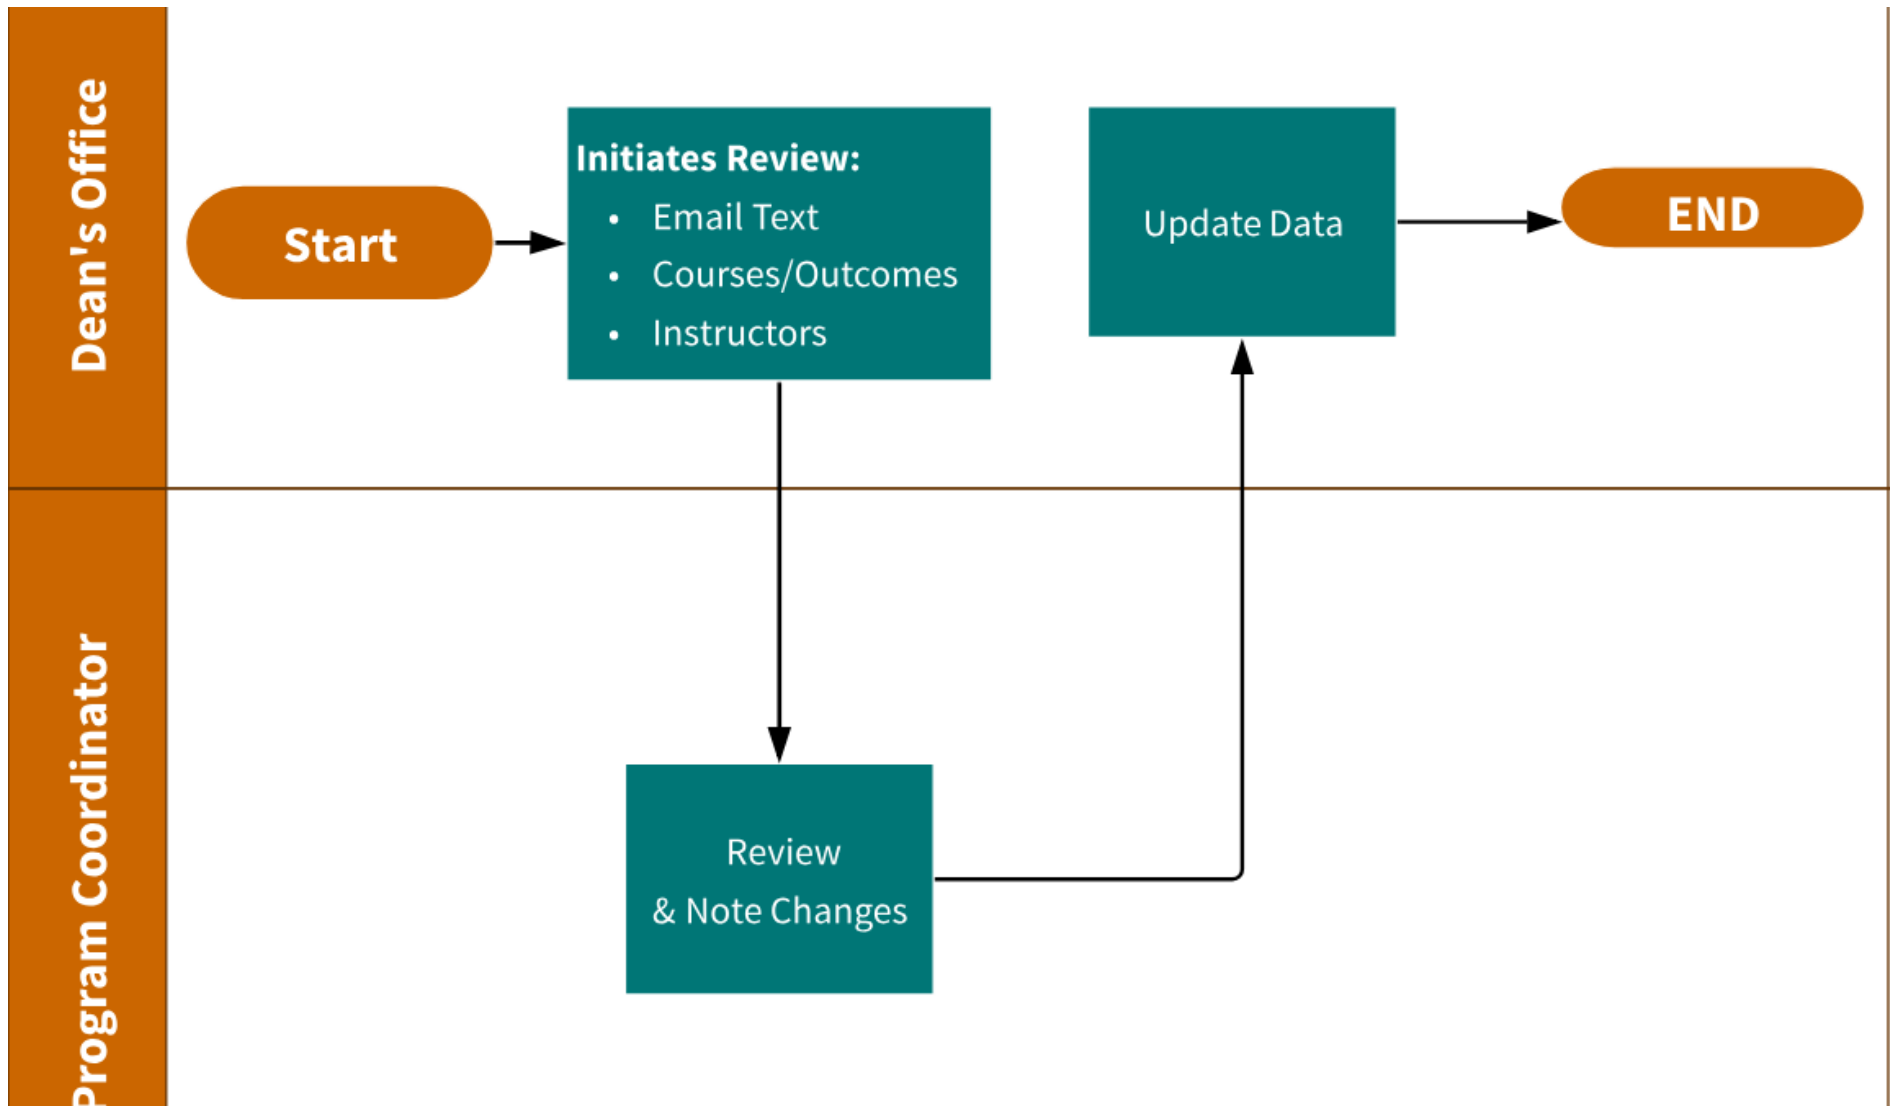 Dean's Office
Start
Initiates Review:
• Email Text
• Courses/Outcomes
• Instructors
Update Data
END
Program Coordinator
Review
& Note Changes